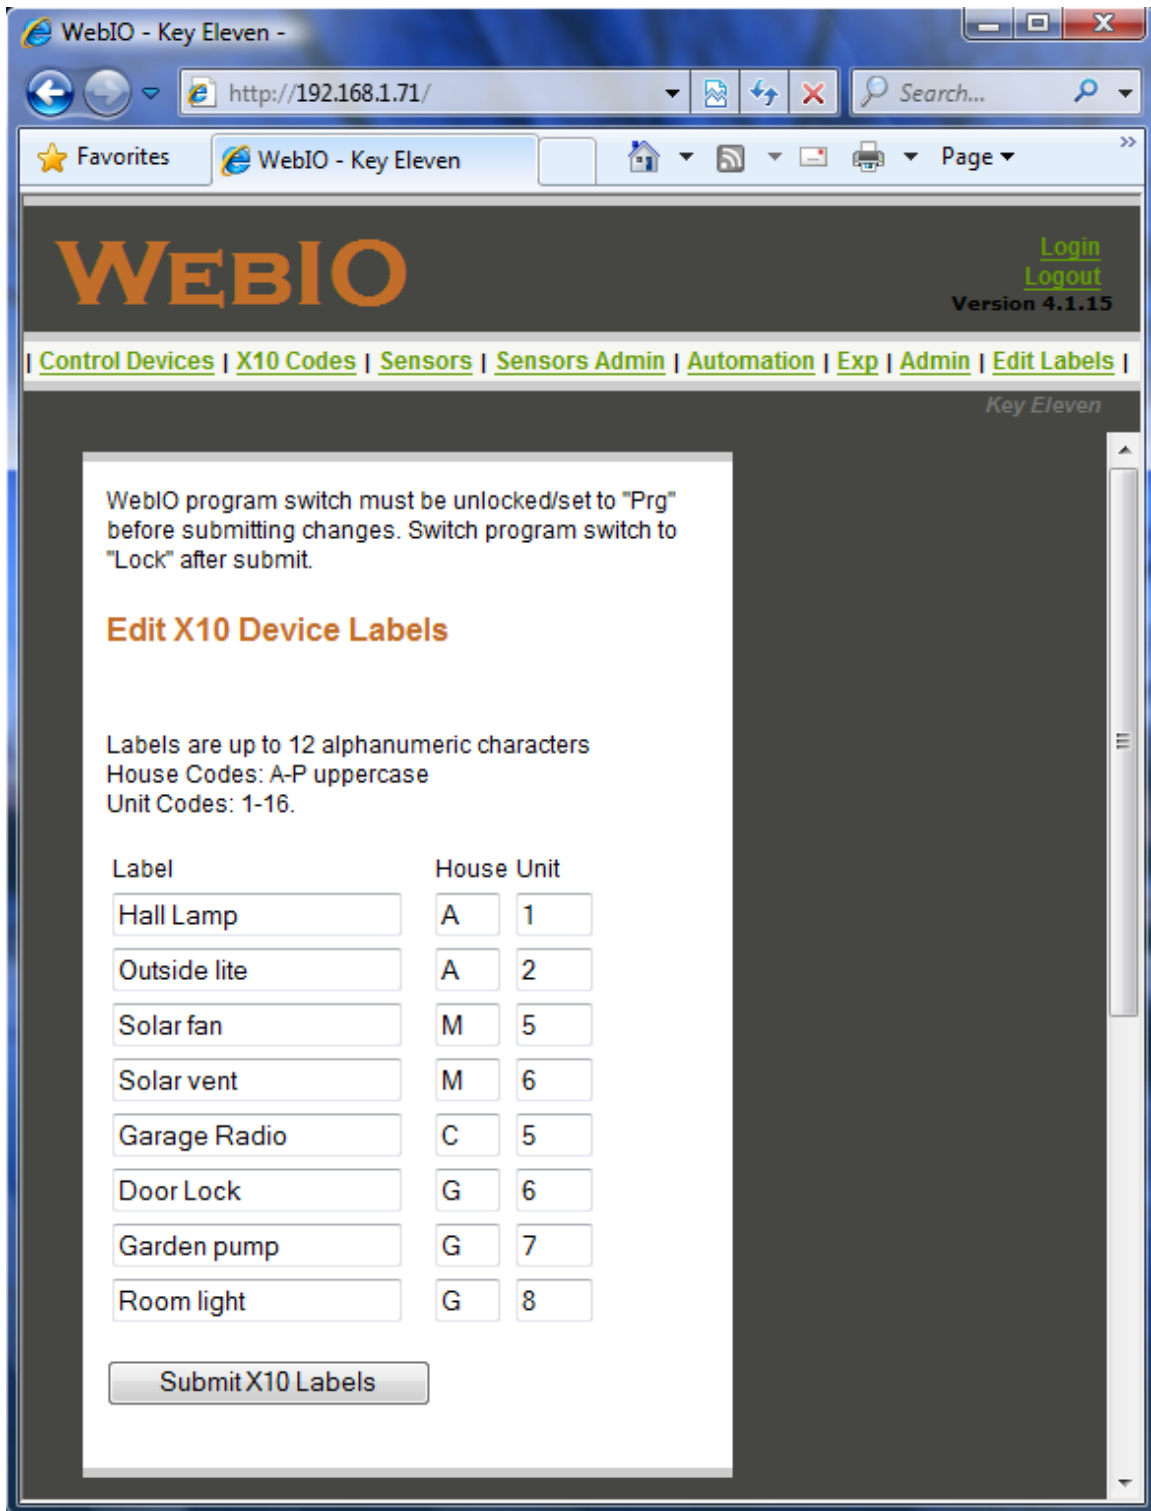 WebIO - Key Eleven -
http://192.168.1.71/
Search...
Favorites
WebIO - Key Eleven
Page
»
WEBIO
Login
Logout
Version 4.1.15
| Control Devices | X10 Codes | Sensors | Sensors Admin | Automation | Exp | Admin | Edit Labels |
Key Eleven
WebIO program switch must be unlocked/set to "Prg"
before submitting changes. Switch program switch to
"Lock" after submit.
Edit X10 Device Labels
Labels are up to 12 alphanumeric characters
House Codes: A-P uppercase
Unit Codes: 1-16.
Label House Unit
Hall Lamp A 1
Outside lite A 2
Solar fan M 5
Solar vent M 6
Garage Radio C 5
Door Lock G 6
Garden pump G 7
Room light G 8
Submit X10 Labels